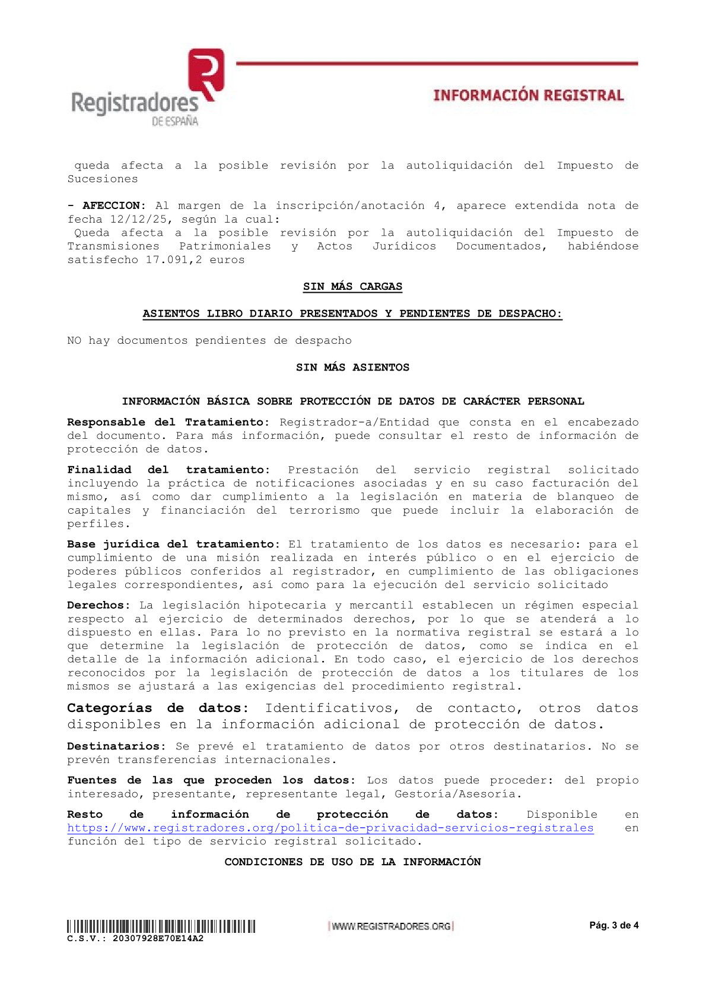 Registradores
DE ESPAÑA
INFORMACIÓN REGISTRAL
queda afecta a la posible revisión por la autoliquidación del Impuesto de
Sucesiones
- AFECCION: Al margen de la inscripción/anotación 4, aparece extendida nota de
fecha 12/12/25, según la cual:
Queda afecta a la posible revisión por la autoliquidación del Impuesto de
Transmisiones Patrimoniales y Actos Jurídicos Documentados, habiéndose
satisfecho 17.091,2 euros
SIN MÁS CARGAS
ASIENTOS LIBRO DIARIO PRESENTADOS Y PENDIENTES DE DESPACHO:
NO hay documentos pendientes de despacho
SIN MÁS ASIENTOS
INFORMACIÓN BÁSICA SOBRE PROTECCIÓN DE DATOS DE CARÁCTER PERSONAL
Responsable del Tratamiento: Registrador-a/Entidad que consta en el encabezado
del documento. Para más información, puede consultar el resto de información de
protección de datos.
Finalidad del tratamiento: Prestación del servicio registral solicitado
incluyendo la práctica de notificaciones asociadas y en su caso facturación del
mismo, así como dar cumplimiento a la legislación en materia de blanqueo de
capitales y financiación del terrorismo que puede incluir la elaboración de
perfiles.
Base jurídica del tratamiento: El tratamiento de los datos es necesario: para el
cumplimiento de una misión realizada en interés público o en el ejercicio de
poderes públicos conferidos al registrador, en cumplimiento de las obligaciones
legales correspondientes, así como para la ejecución del servicio solicitado
Derechos: La legislación hipotecaria y mercantil establecen un régimen especial
respecto al ejercicio de determinados derechos, por lo que se atenderá a lo
dispuesto en ellas. Para lo no previsto en la normativa registral se estará a lo
que determine la legislación de protección de datos, como se indica en el
detalle de la información adicional. En todo caso, el ejercicio de los derechos
reconocidos por la legislación de protección de datos a los titulares de los
mismos se ajustará a las exigencias del procedimiento registral.
Categorías de datos: Identificativos, de contacto, otros datos
disponibles en la información adicional de protección de datos.
Destinatarios: Se prevé el tratamiento de datos por otros destinatarios. No se
prevén transferencias internacionales.
Fuentes de las que proceden los datos: Los datos puede proceder: del propio
interesado, presentante, representante legal, Gestoría/Asesoría.
Resto de información de protección de datos: Disponible en
https://www.registradores.org/politica-de-privacidad-servicios-registrales en
función del tipo de servicio registral solicitado.
CONDICIONES DE USO DE LA INFORMACIÓN
C.S.V.: 20307928E70E14A2
WWW.REGISTRADORES.ORG
Pág. 3 de 4